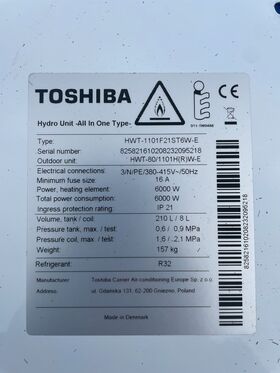 TOSHIBA
Hydro Unit -All In One Type-
Type: HWT-1101F21ST6W-E
Serial number: 825821610208232095218
Outdoor unit: HWT-80/1101H(R)W-E
Electrical connections: 3/N/PE/380-415V~/50Hz
Minimum fuse size: 16 A
Power, heating element: 6000 W
Total power: 6000 W
Ingress protection rating: IP 21
Volume, tank / coil: 210 L / 8 L
Pressure tank, max. / test 0,6 / 0,9 MPa
Pressure coil, max. / test 1,6 / 2,1 MPa
Weight: 157 kg
Refrigerant: R32
Manufacturer Toshiba Carrier Air-conditioning Europe Sp. z o.o.
ul. Gdańska 131, 62-200 Gniezno, Poland
Made in Denmark
825821610208232095218